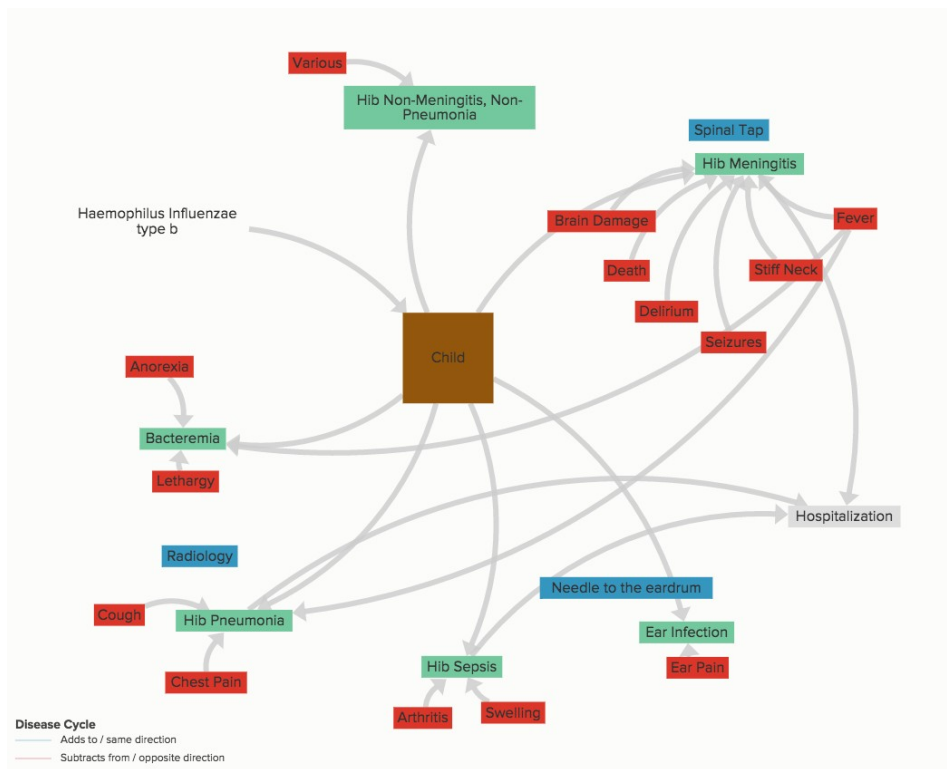 Various
Hib Non-Meningitis, Non-
Pneumonia
Spinal Tap
Hib Meningitis
Haemophilus Influenzae
type b
Brain Damage
Fever
Death
Stiff Neck
Delirium
Seizures
Child
Anorexia
Bacteremia
Lethargy
Hospitalization
Radiology
Needle to the eardrum
Cough
Hib Pneumonia
Ear Infection
Hib Sepsis
Ear Pain
Chest Pain
Arthritis
Swelling
Disease Cycle
Adds to / same direction
Subtracts from / opposite direction